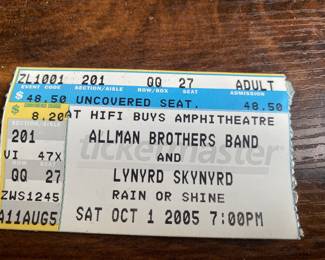 ZL1001 201 QQ 27 ADULT
EVENT CODE SECTION/AISLE ROW/BOX SEAT ADMISSION
$ 48.50 UNCOVERED SEAT. 48.50
$ 8.20 AT HIFI BUYS AMPHITHEATRE
201 ALLMAN BROTHERS BAND
VI 47X AND
ticketmaster
QQ 27 LYNYRD SKYNYRD
ZWS1245 RAIN OR SHINE
A11AUG5 SAT OCT 1 2005 7:00PM